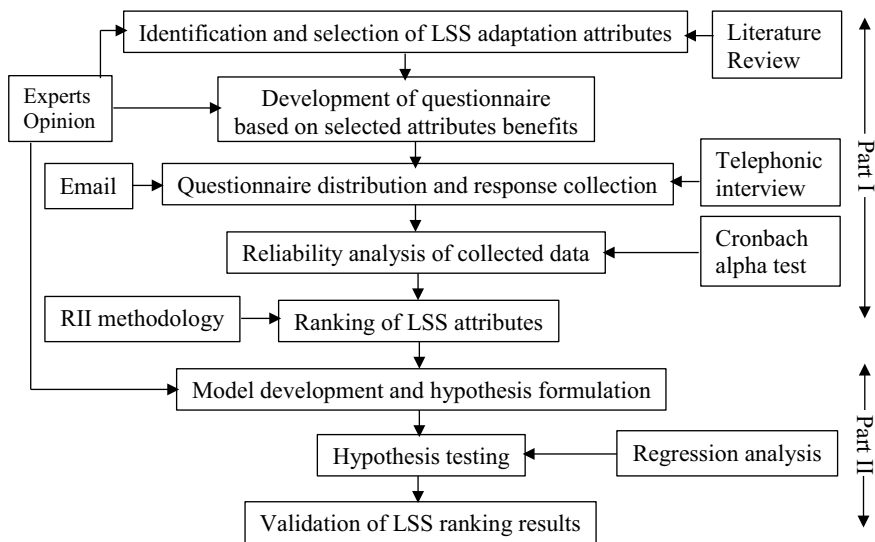 Identification and selection of LSS adaptation attributes
Literature
Review
Experts
Opinion
Development of questionnaire
based on selected attributes benefits
Email
Questionnaire distribution and response collection
Telephonic
interview
Part I
Reliability analysis of collected data
Cronbach
alpha test
RII methodology
Ranking of LSS attributes
Model development and hypothesis formulation
Hypothesis testing
Regression analysis
Part II
Validation of LSS ranking results